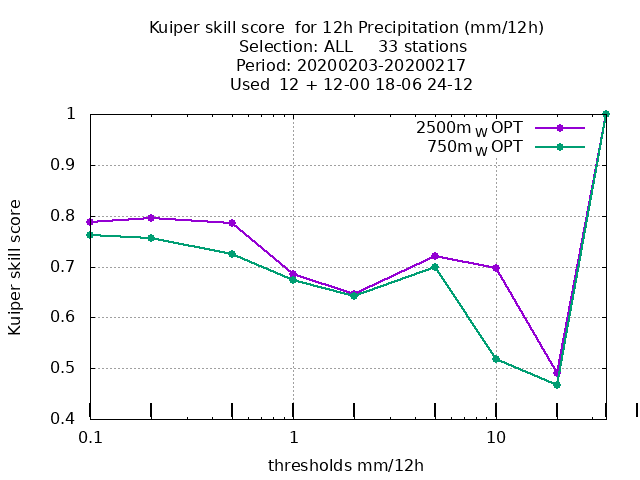 Kuiper skill score  for 12h Precipitation (mm/12h)
Selection: ALL     33 stations
Period: 20200203-20200217
Used  12 + 12-00 18-06 24-12
2500m W OPT
750m W OPT
1
0.9
0.8
0.7
0.6
0.5
0.4
Kuiper skill score
0.1 1 10
thresholds mm/12h